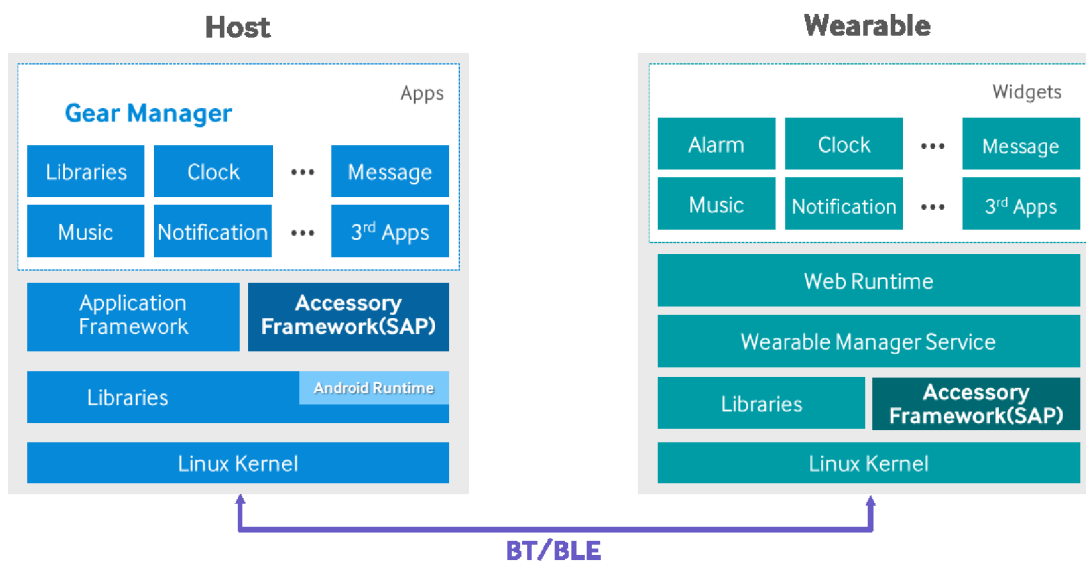 Host
Apps
Gear Manager
Libraries
Clock
•••
Message
Music
Notification
•••
3rd Apps
Application
Framework
Accessory
Framework(SAP)
Libraries
Android Runtime
Linux Kernel
Wearable
Widgets
Alarm
Clock
•••
Message
Music
Notification
•••
3rd Apps
Web Runtime
Wearable Manager Service
Libraries
Accessory
Framework(SAP)
Linux Kernel
BT/BLE